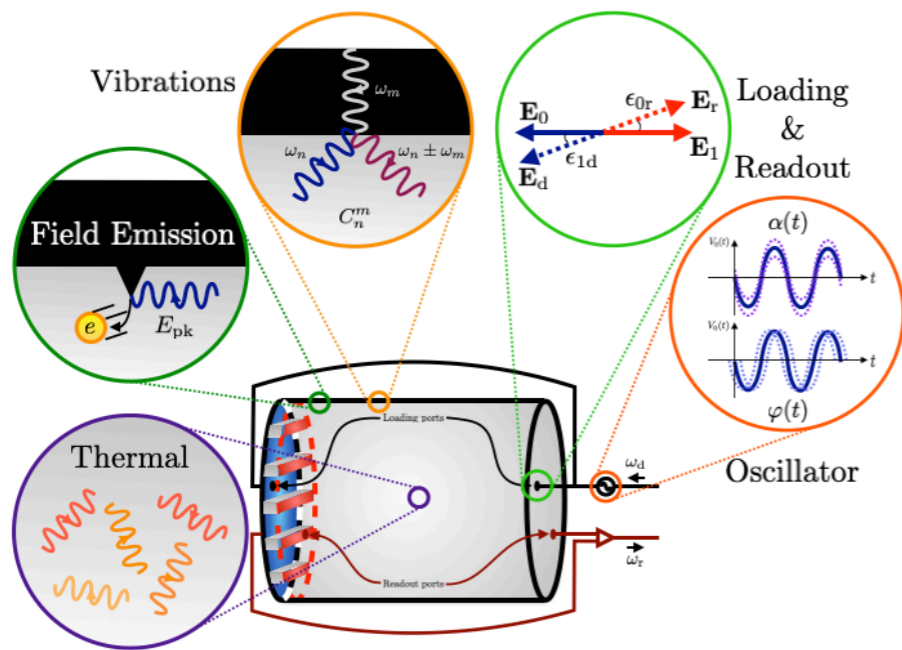 Vibrations
ω_m
ω_n
ω_n ± ω_m
C_n^m
E_0
E_r
ϵ_0r
E_1
E_d
ϵ_1d
Loading
&
Readout
Field Emission
e
E_pk
α(t)
V_0(t)
t
V_0(t)
t
φ(t)
Oscillator
Thermal
Loading ports
ω_d
Readout ports
ω_r